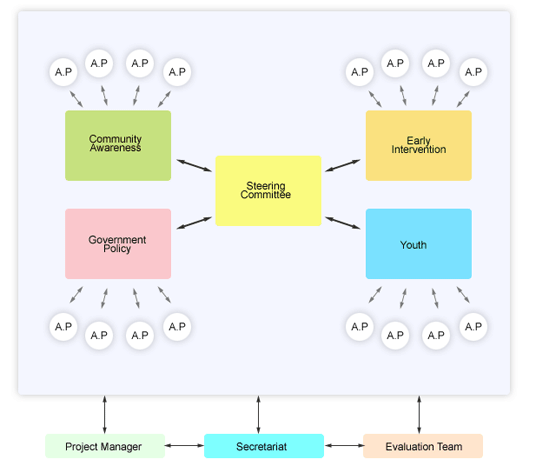 A.P
A.P
A.P
A.P
A.P
A.P
A.P
A.P
Community
Awareness
Early
Intervention
Steering
Committee
Government
Policy
Youth
A.P
A.P
A.P
A.P
A.P
A.P
A.P
A.P
Project Manager
Secretariat
Evaluation Team